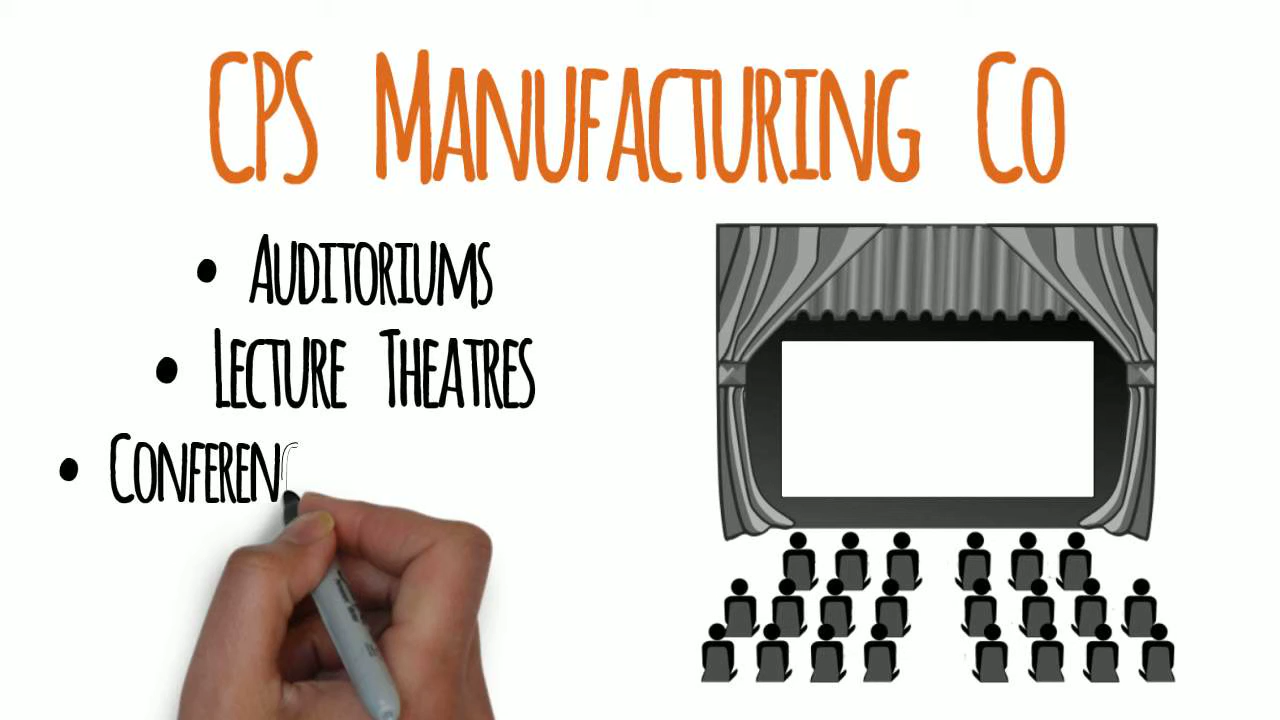 CPS MANUFACTURING CO
• AUDITORIUMS
• LECTURE THEATRES
• CONFEREN